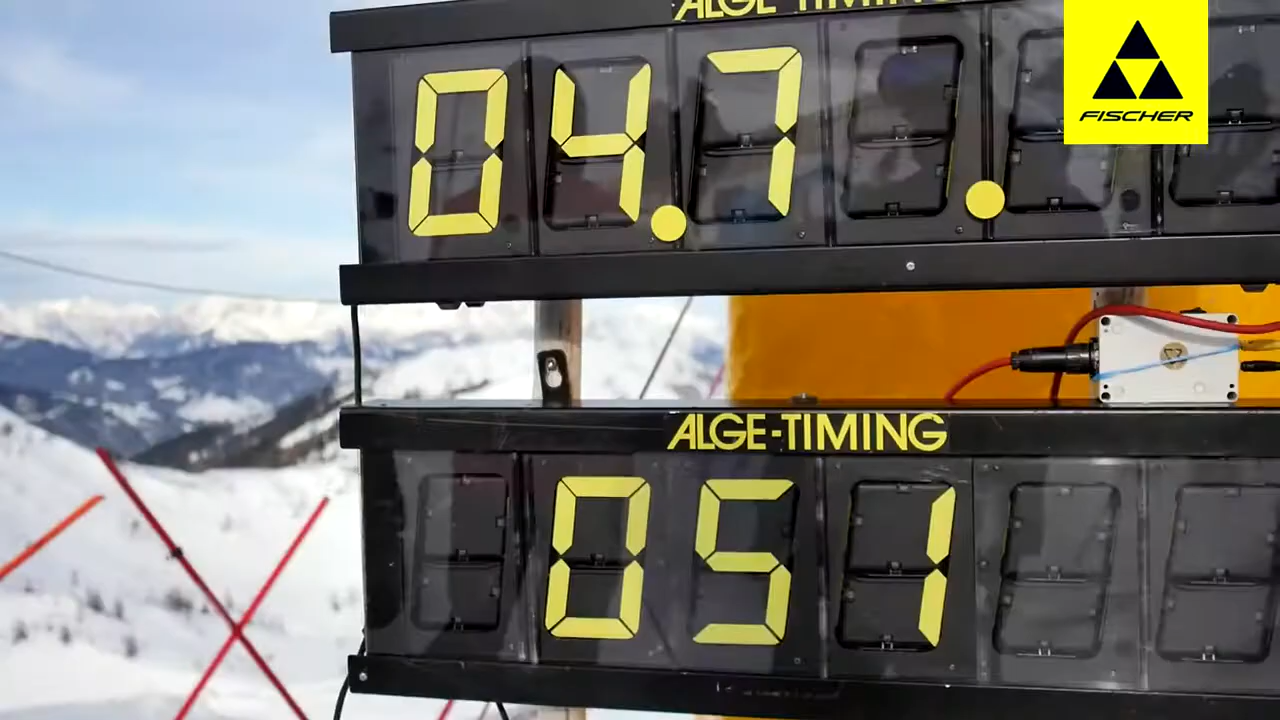 ALGE-TIMING
04.7 .
FISCHER
ALGE-TIMING
051